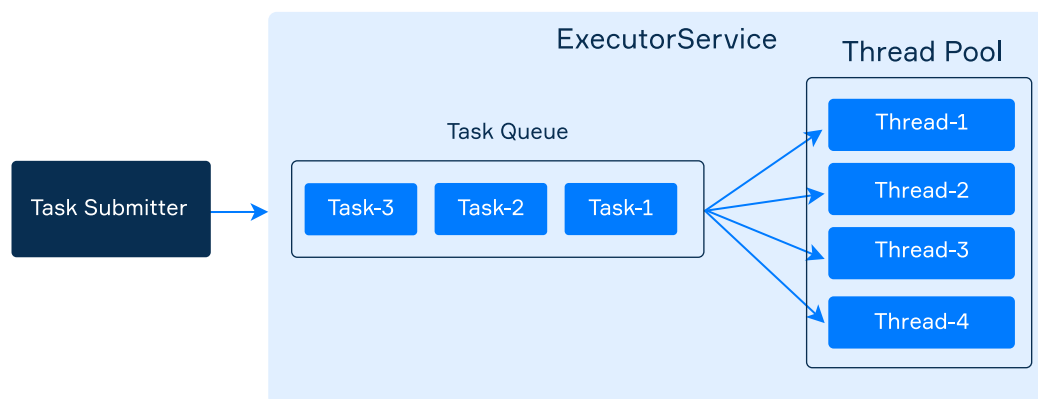 ExecutorService
Thread Pool
Task Queue
Task Submitter
Task-3
Task-2
Task-1
Thread-1
Thread-2
Thread-3
Thread-4